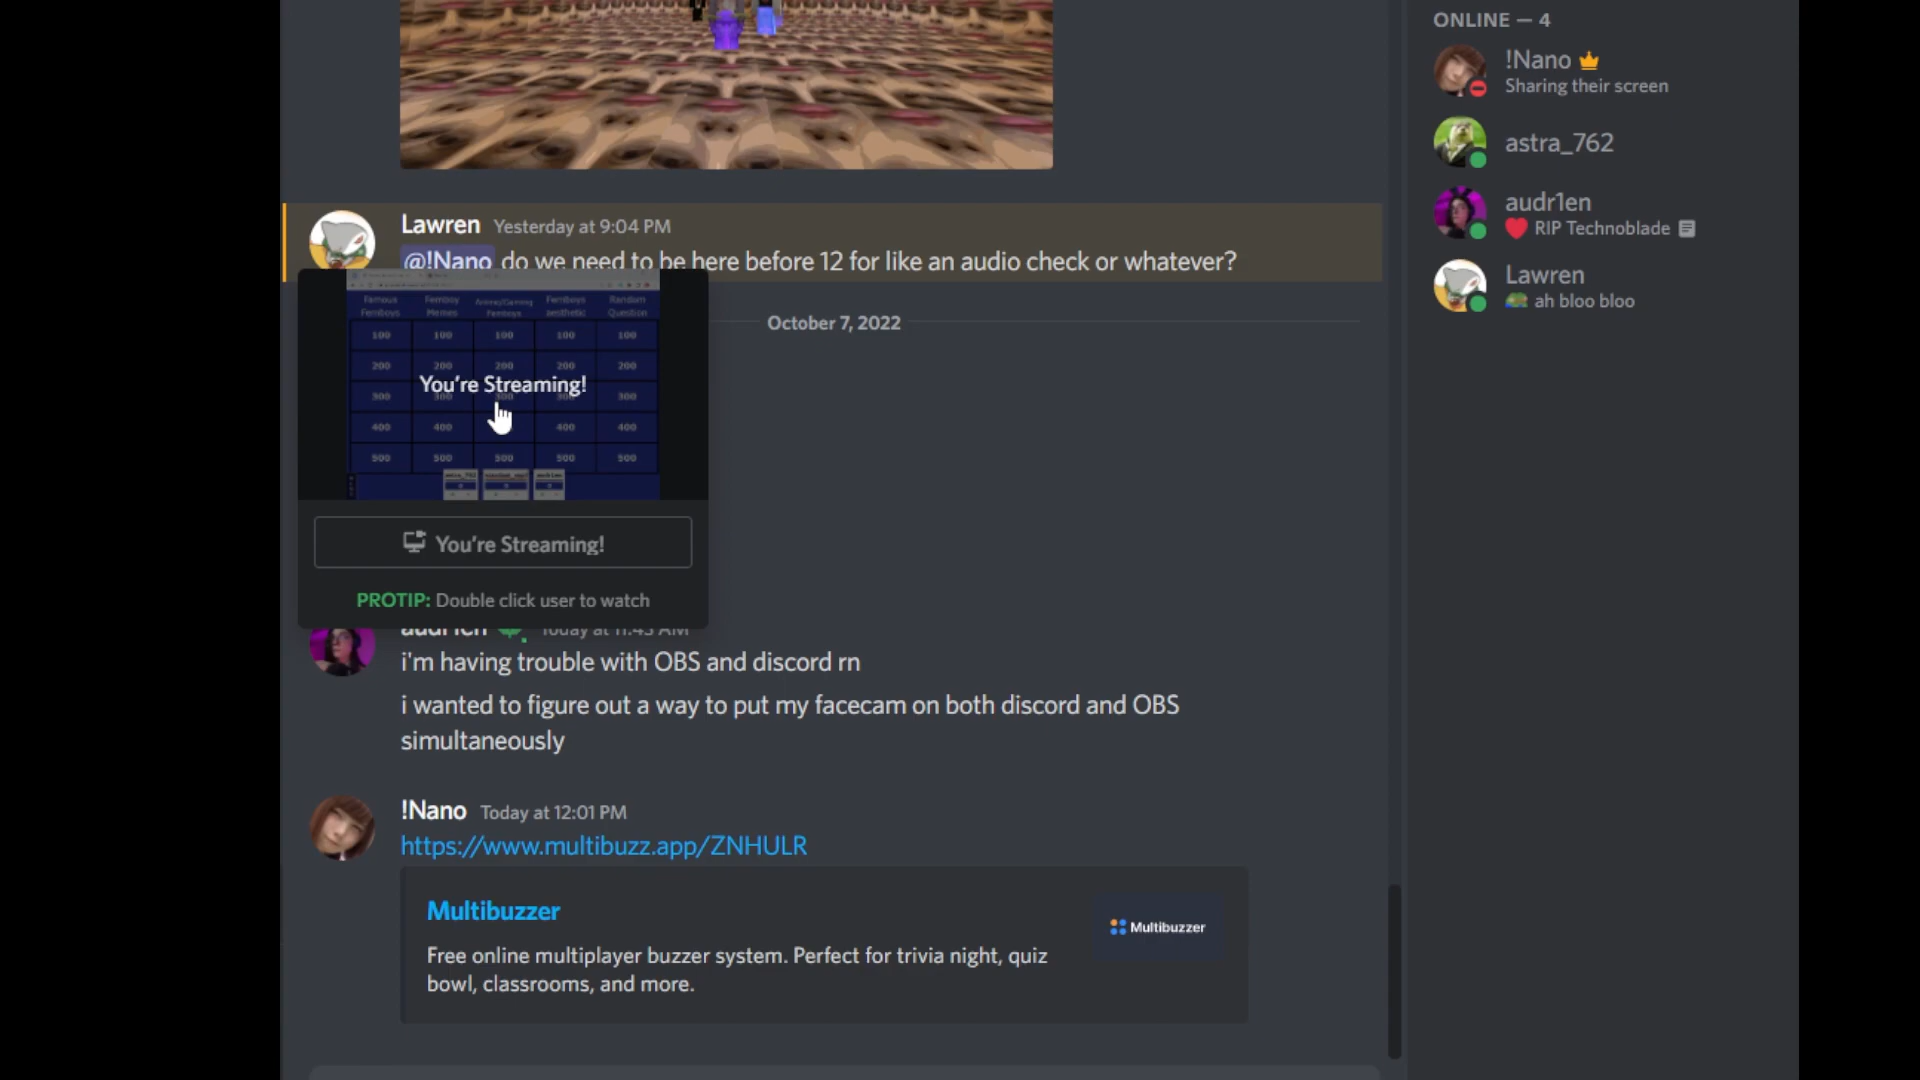 ONLINE — 4
!Nano
Sharing their screen
astra_762
audr1en
RIP Technoblade
Lawren
ah bloo bloo
Lawren Yesterday at 9:04 PM
@!Nano do we need to be here before 12 for like an audio check or whatever?
October 7, 2022
Famous Femboy Anime/Gaming Femboys Random
Femboys Memes Femboys aesthetic Question
100 100 100 100 100
200 200 200 200 200
You're Streaming!
300 300 300 300 300
400 400 400 400
500 500 500 500 500
You're Streaming!
PROTIP: Double click user to watch
audr1en Today at 11:43 AM
i'm having trouble with OBS and discord rn
i wanted to figure out a way to put my facecam on both discord and OBS
simultaneously
!Nano Today at 12:01 PM
https://www.multibuzz.app/ZNHULR
Multibuzzer
Multibuzzer
Free online multiplayer buzzer system. Perfect for trivia night, quiz
bowl, classrooms, and more.